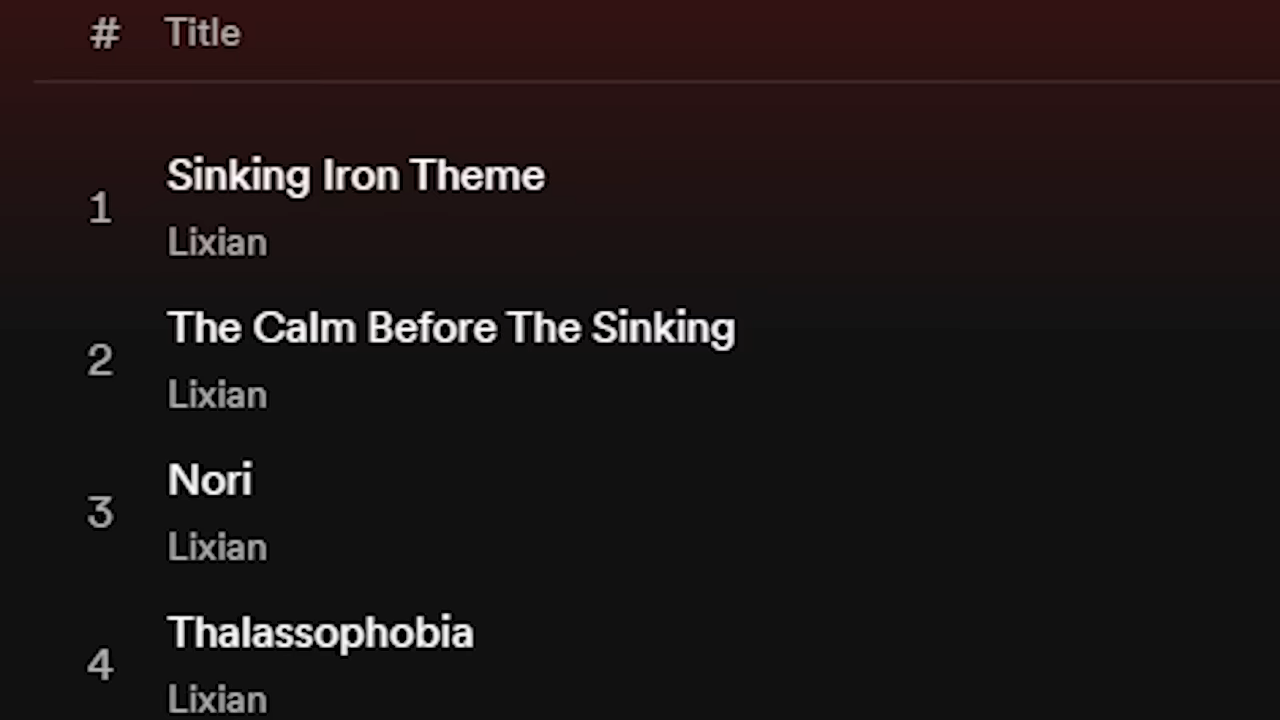 # Title
1
Sinking Iron Theme
Lixian
2
The Calm Before The Sinking
Lixian
3
Nori
Lixian
4
Thalassophobia
Lixian